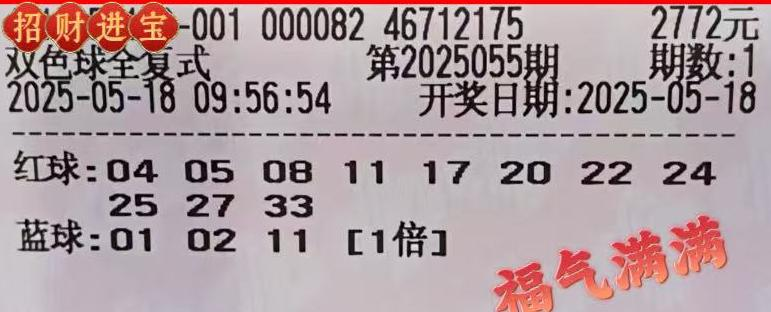 招财进宝
-001 000082 46712175 2772元
双色球全复式 第2025055期 期数:1
2025-05-18 09:56:54 开奖日期:2025-05-18
红球:04 05 08 11 17 20 22 24
25 27 33
蓝球:01 02 11 [1倍]
福气满满